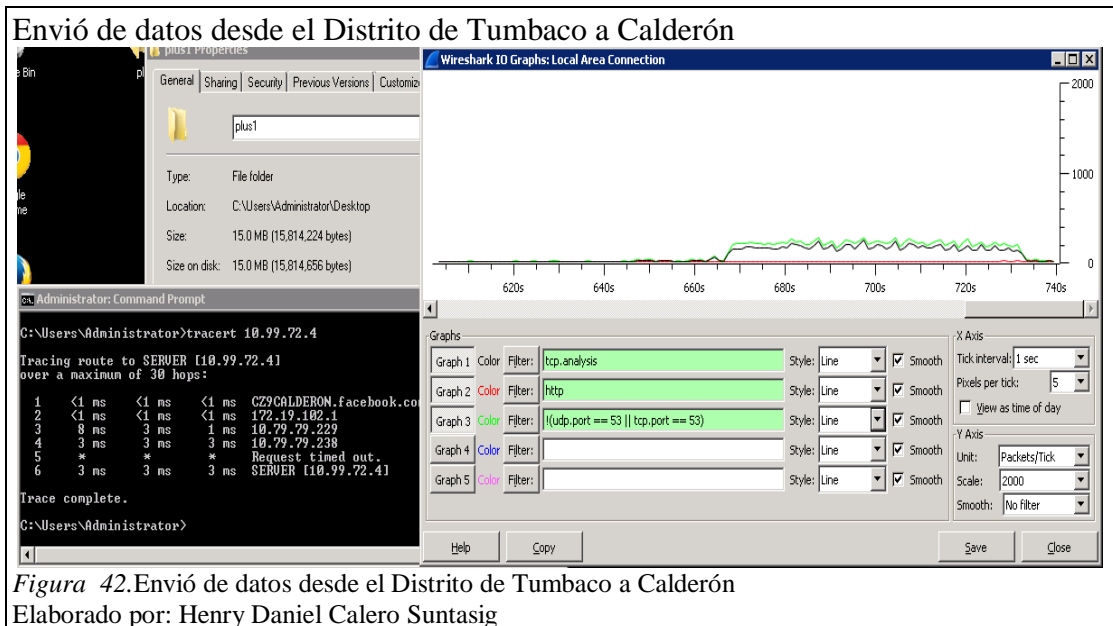 Envió de datos desde el Distrito de Tumbaco a Calderón
e Bin
pl
plus1 Properties
General Sharing Security Previous Versions
plus1
Type: File folder
Location: C:\Users\Administrator\Desktop
Size: 15.0 MB (15,814,224 bytes)
Size on disk: 15.0 MB (15,814,656 bytes)
Administrator: Command Prompt
C:\Users\Administrator>tracert 10.99.72.4
Tracing route to SERVER [10.99.72.4]
over a maximum of 30 hops:
1 <1 ms <1 ms <1 ms CZ9CALDERON.facebook.co
2 <1 ms <1 ms <1 ms 172.19.102.1
3 8 ms 3 ms 1 ms 10.79.79.229
4 3 ms 3 ms 3 ms 10.79.79.238
5 * * * Request timed out.
6 3 ms 3 ms 3 ms SERVER [10.99.72.4]
Trace complete.
C:\Users\Administrator>
Wireshark IO Graphs: Local Area Connection
2000
1000
0
620s 640s 660s 680s 700s 720s 740s
Graphs
Graph 1 Color Filter: tcp.analysis Style: Line Smooth
Graph 2 Color Filter: http Style: Line Smooth
Graph 3 Color Filter: !(udp.port == 53 || tcp.port == 53) Style: Line Smooth
Graph 4 Color Filter: Style: Line Smooth
Graph 5 Color Filter: Style: Line Smooth
X Axis
Tick interval: 1 sec
Pixels per tick: 5
View as time of day
Y Axis
Unit: Packets/Tick
Scale: 2000
Smooth: No filter
Help Copy Save Close
Figura 42.Envió de datos desde el Distrito de Tumbaco a Calderón
Elaborado por: Henry Daniel Calero Suntasig